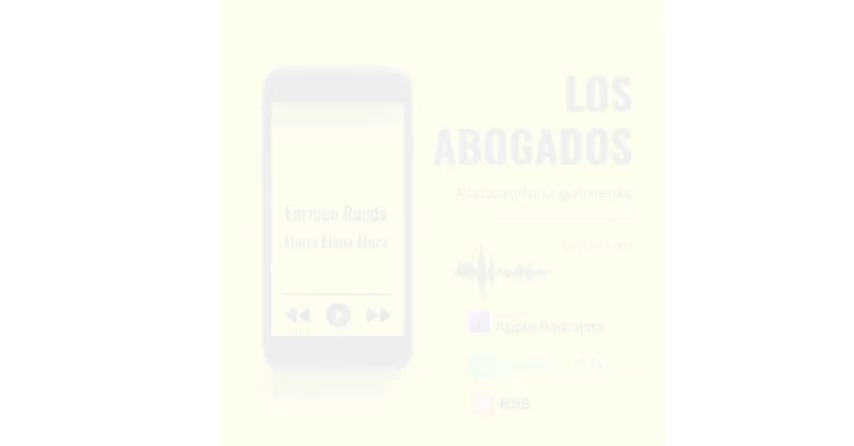 LOS
ABOGADOS
Platicando Legalmente
Enrique Rueda
Maria Elena Meza
Apple Podcasts
RSS